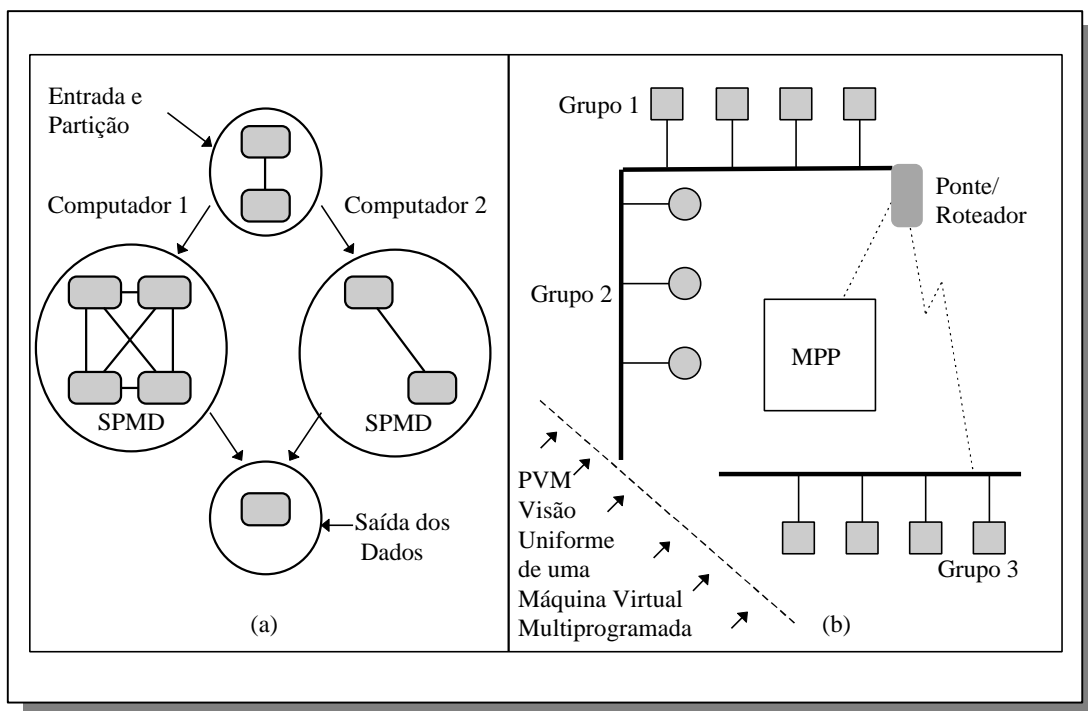 Entrada e
Partição
Computador 1
Computador 2
SPMD
SPMD
Saída dos
Dados
(a)
Grupo 1
Ponte/
Roteador
Grupo 2
MPP
PVM
Visão
Uniforme
de uma
Máquina Virtual
Multiprogramada
Grupo 3
(b)